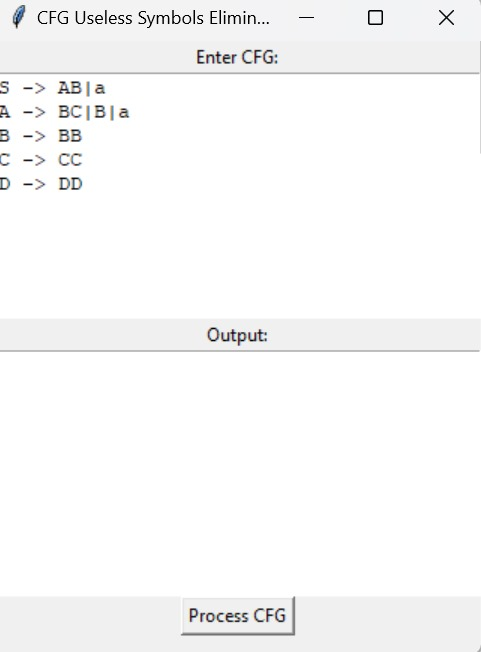 CFG Useless Symbols Elimin...
Enter CFG:
S -> AB|a
A -> BC|B|a
B -> BB
C -> CC
D -> DD
Output:
Process CFG